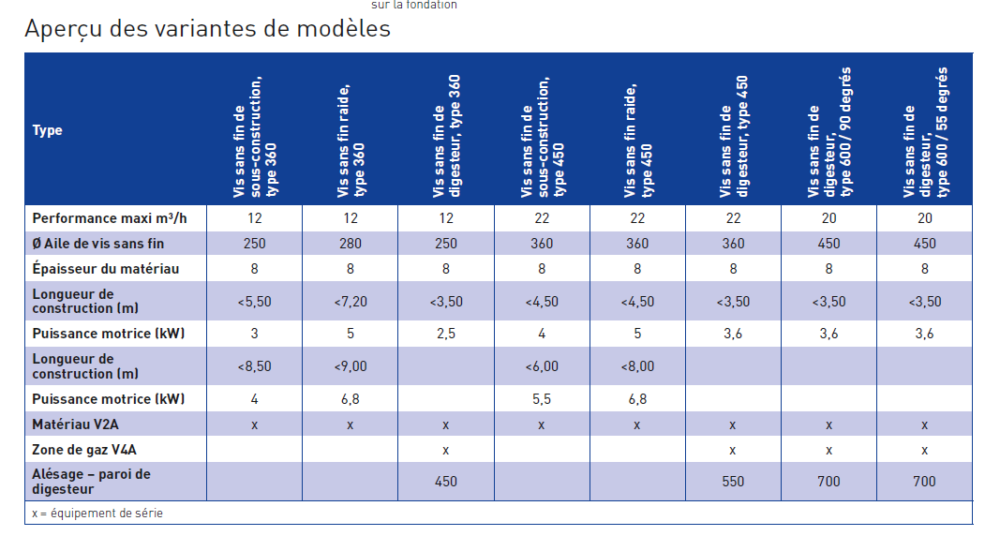 sur la fondation
Aperçu des variantes de modèles
Type
Vis sans fin de
sous-construction,
type 360
Vis sans fin raide,
type 360
Vis sans fin de
digesteur, type 360
Vis sans fin de
sous-construction,
type 450
Vis sans fin raide,
type 450
Vis sans fin de
digesteur, type 450
Vis sans fin de
digesteur,
type 600 / 90 degrés
Vis sans fin de
digesteur,
type 600 / 55 degrés
Performance maxi m³/h 12 12 12 22 22 22 20 20
Ø Aile de vis sans fin 250 280 250 360 360 360 450 450
Épaisseur du matériau 8 8 8 8 8 8 8 8
Longueur de
construction (m) <5,50 <7,20 <3,50 <4,50 <4,50 <3,50 <3,50 <3,50
Puissance motrice (kW) 3 5 2,5 4 5 3,6 3,6 3,6
Longueur de
construction (m) <8,50 <9,00 <6,00 <8,00
Puissance motrice (kW) 4 6,8 5,5 6,8
Matériau V2A x x x x x x x x
Zone de gaz V4A x x x x
Alésage – paroi de
digesteur 450 550 700 700
x = équipement de série